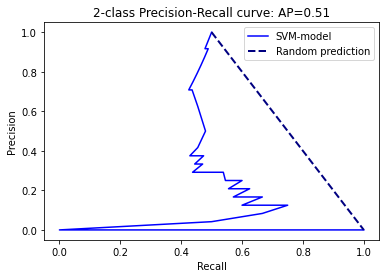 2-class Precision-Recall curve: AP=0.51
SVM-model
Random prediction
Precision
1.0
0.8
0.6
0.4
0.2
0.0
0.0 0.2 0.4 0.6 0.8 1.0
Recall